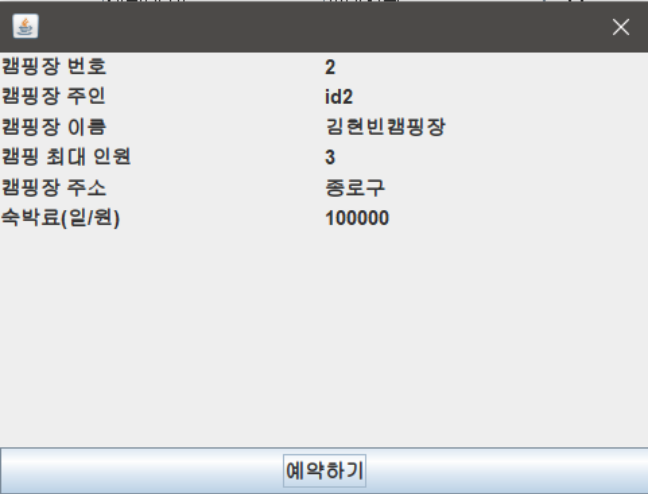 캠핑장 번호 2
캠핑장 주인 id2
캠핑장 이름 김현빈캠핑장
캠핑 최대 인원 3
캠핑장 주소 종로구
숙박료(일/원) 100000
예약하기